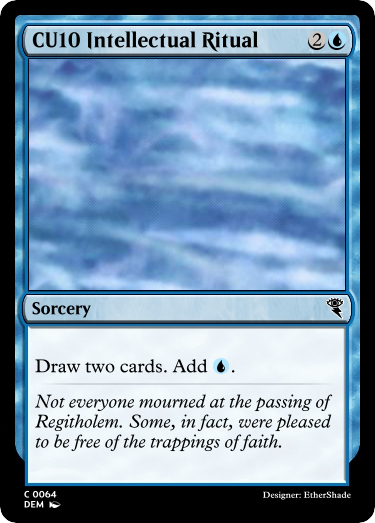 CU10 Intellectual Ritual 2
Sorcery
Draw two cards. Add .
Not everyone mourned at the passing of
Regitholem. Some, in fact, were pleased
to be free of the trappings of faith.
C 0064
DEM
Designer: EtherShade